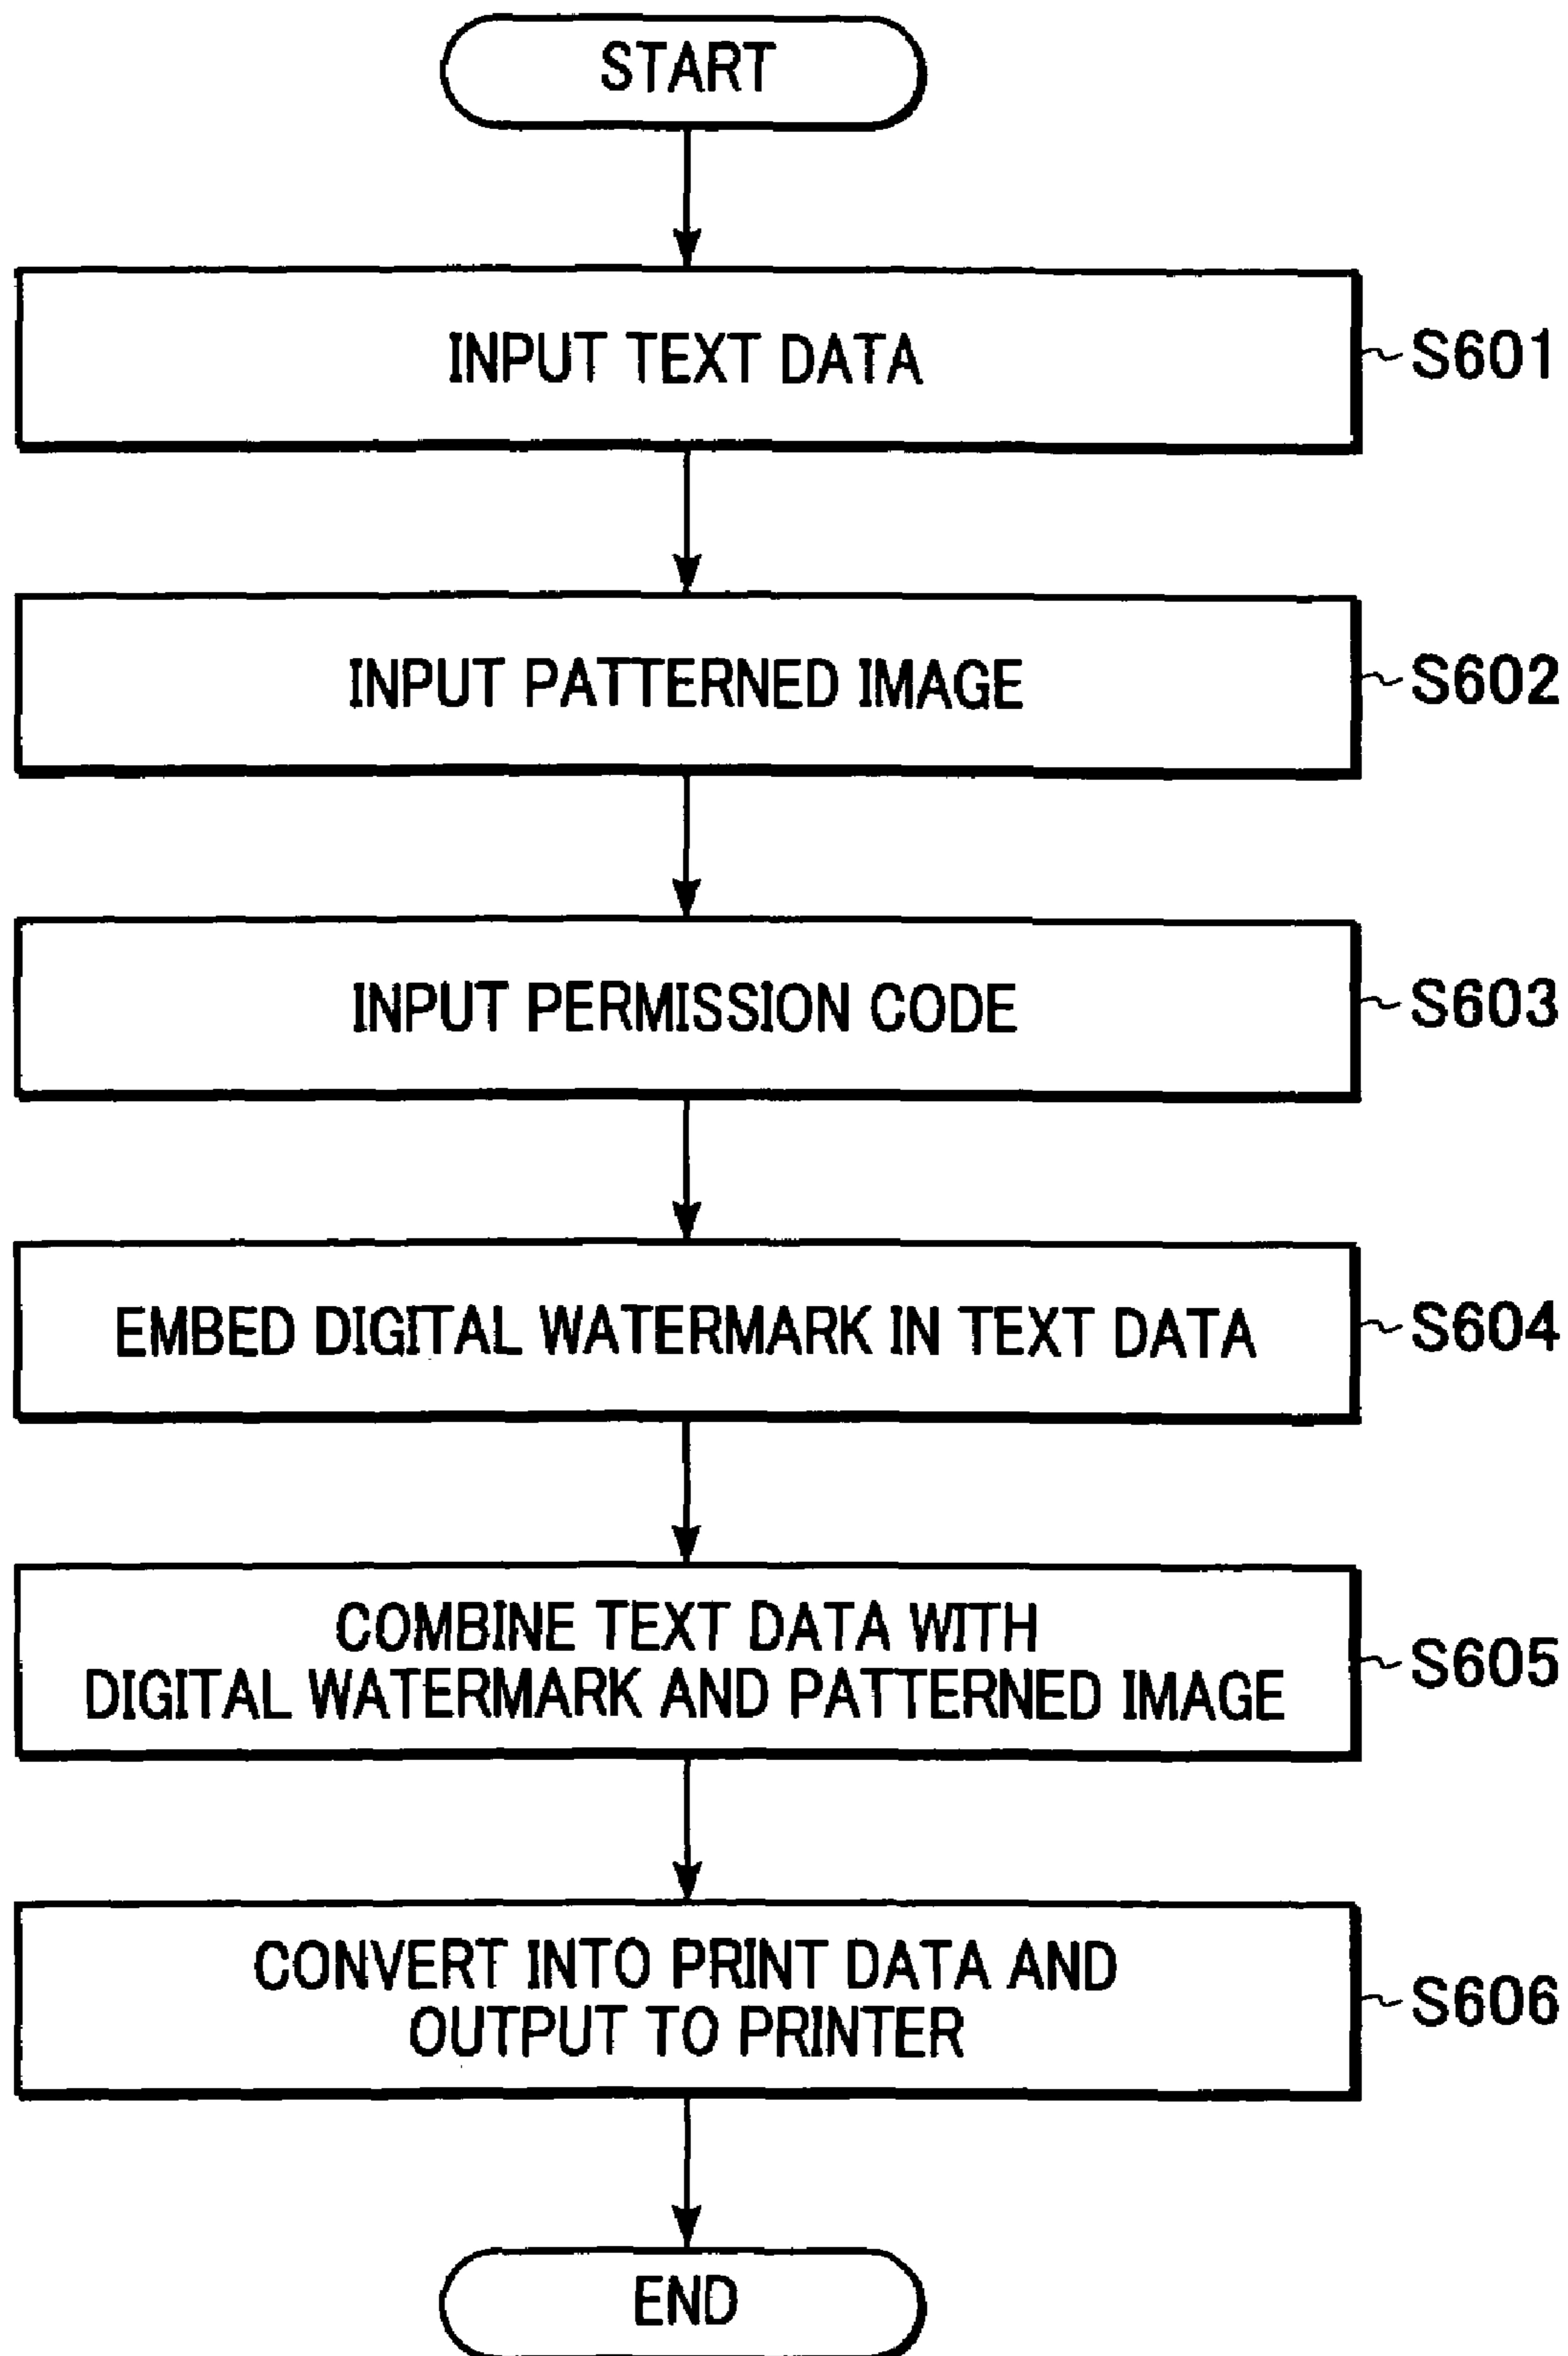 START
INPUT TEXT DATA
S601
INPUT PATTERNED IMAGE
S602
INPUT PERMISSION CODE
S603
EMBED DIGITAL WATERMARK IN TEXT DATA
S604
COMBINE TEXT DATA WITH
DIGITAL WATERMARK AND PATTERNED IMAGE
S605
CONVERT INTO PRINT DATA AND
OUTPUT TO PRINTER
S606
END